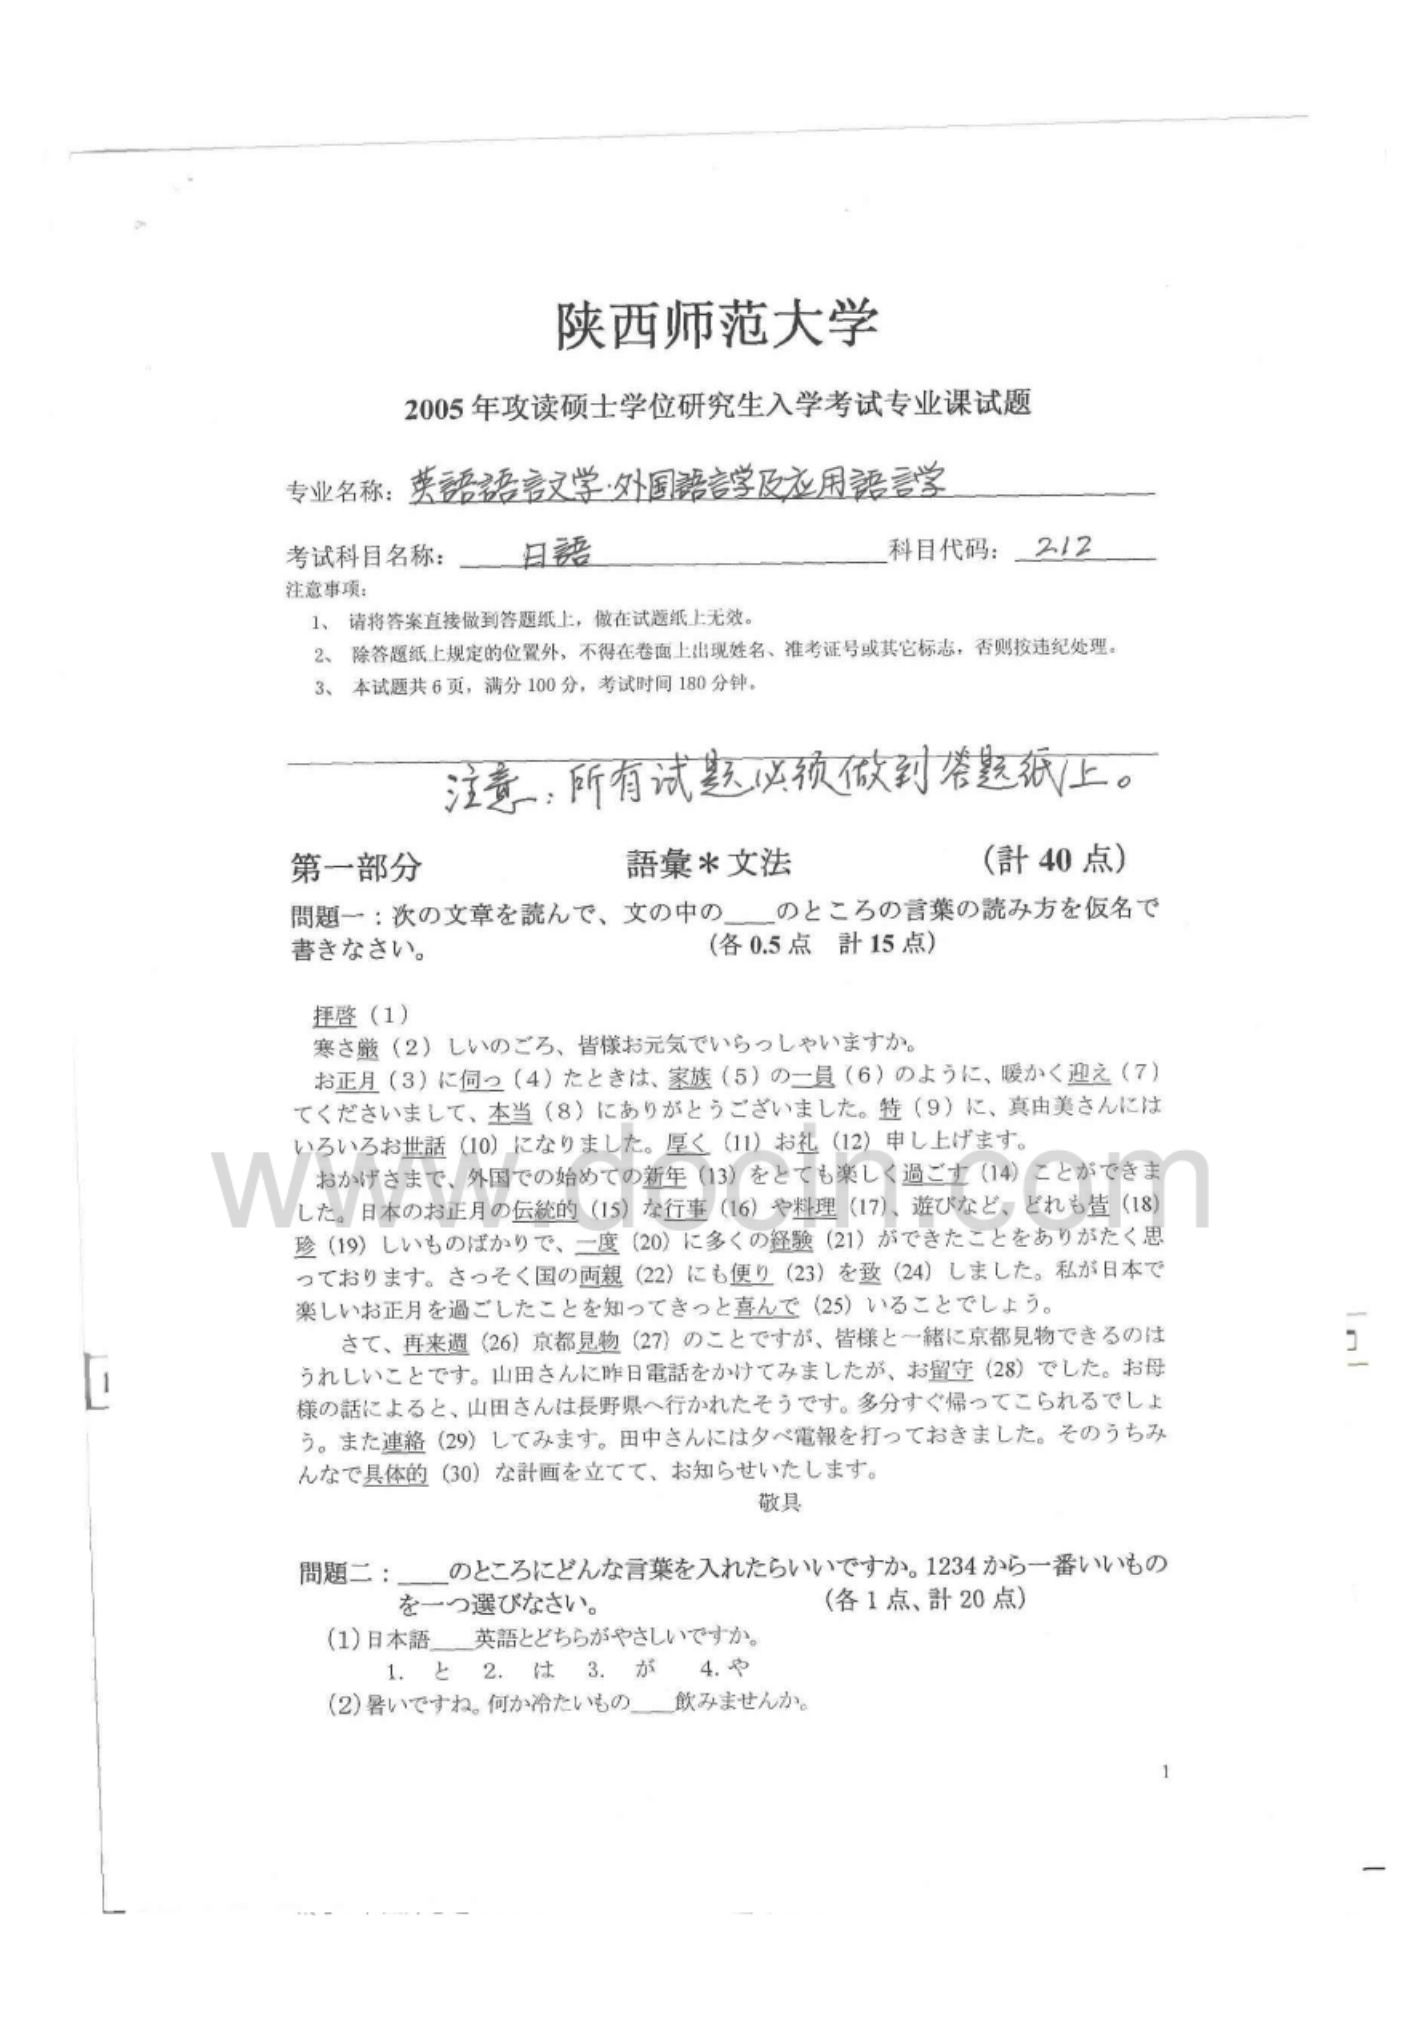 陕西师范大学
2005 年攻读硕士学位研究生入学考试专业课试题
专业名称：英語語言文学·外国語言学及应用語言学
考试科目名称：日語 科目代码：212
注意事项：
1、 请将答案直接做到答题纸上，做在试题纸上无效。
2、 除答题纸上规定的位置外，不得在卷面上出现姓名、准考证号或其它标志，否则按违纪处理。
3、 本试题共 6 页，满分 100 分，考试时间 180 分钟。
注意：所有试题必须做到答题纸上。
第一部分 語彙＊文法 （計 40 点）
問題一：次の文章を読んで、文の中の____のところの言葉の読み方を仮名で
書きなさい。 （各 0.5 点 計 15 点）
拝啓（1）
寒さ厳（2）しいのごろ、皆様お元気でいらっしゃいますか。
お正月（3）に伺っ（4）たときは、家族（5）の一員（6）のように、暖かく迎え（7）
てくださいまして、本当（8）にありがとうございました。特（9）に、真由美さんには
いろいろお世話（10）になりました。厚く（11）お礼（12）申し上げます。
おかげさまで、外国での始めての新年（13）をとても楽しく過ごす（14）ことができま
した。日本のお正月の伝統的（15）な行事（16）や料理（17）、遊びなど、どれも皆（18）
珍（19）しいものばかりで、一度（20）に多くの経験（21）ができたことをありがたく思
っております。さっそく国の両親（22）にも便り（23）を致（24）しました。私が日本で
楽しいお正月を過ごしたことを知ってきっと喜んで（25）いることでしょう。
さて、再来週（26）京都見物（27）のことですが、皆様と一緒に京都見物できるのは
うれしいことです。山田さんに昨日電話をかけてみましたが、お留守（28）でした。お母
様の話によると、山田さんは長野県へ行かれたそうです。多分すぐ帰ってこられるでしょ
う。また連絡（29）してみます。田中さんには夕べ電報を打っておきました。そのうちみ
んなで具体的（30）な計画を立てて、お知らせいたします。
敬具
問題二：____のところにどんな言葉を入れたらいいですか。1234 から一番いいもの
を一つ選びなさい。 （各 1 点、計 20 点）
(1)日本語____英語とどちらがやさしいですか。
1. と 2. は 3. が 4. や
(2)暑いですね。何か冷たいもの____飲みませんか。
1
www.docin.com